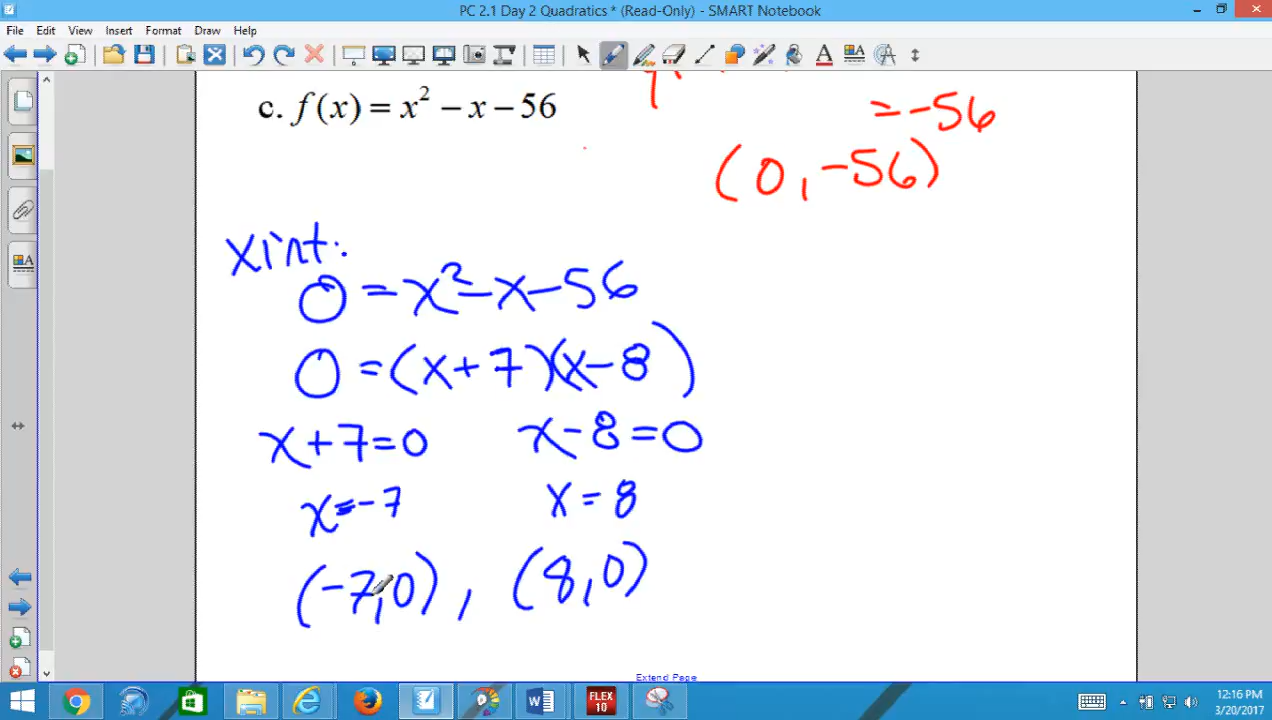 PC 2.1 Day 2 Quadratics * (Read-Only) - SMART Notebook
File Edit View Insert Format Draw Help
c. f(x) = x² − x − 56
= -56
(0, -56)
x int:
0 = x² - x - 56
0 = (x+7)(x-8)
x+7=0 x-8=0
x=-7 x=8
(-7,0), (8,0)
Extend Page
FLEX 10
12:16 PM
3/20/2017